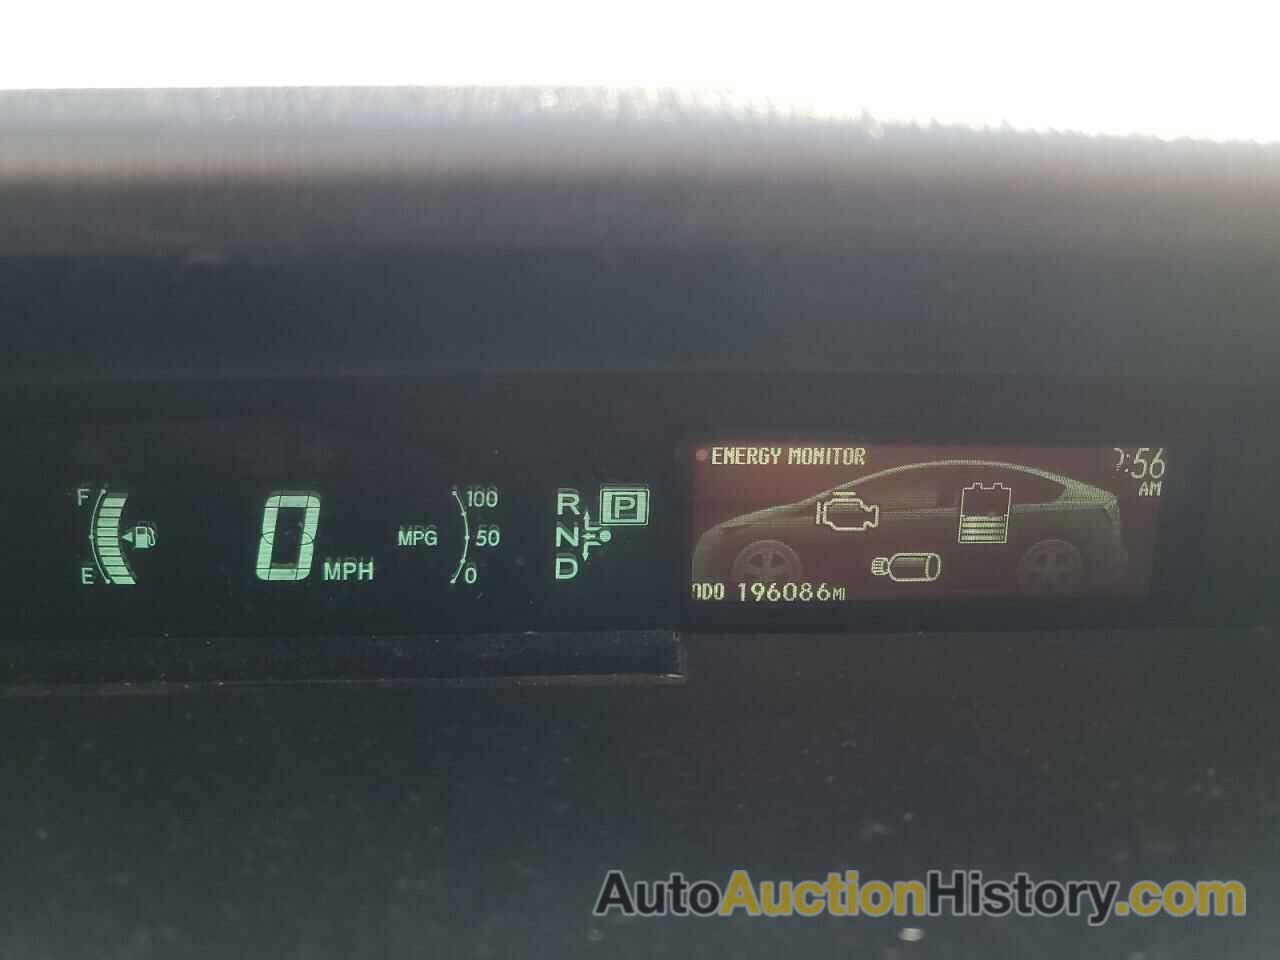 F
E
0 MPH
MPG
100
50
0
R
N
D
P
ENERGY MONITOR
:56
AM
ODO 196086MI
AutoAuctionHistory.com